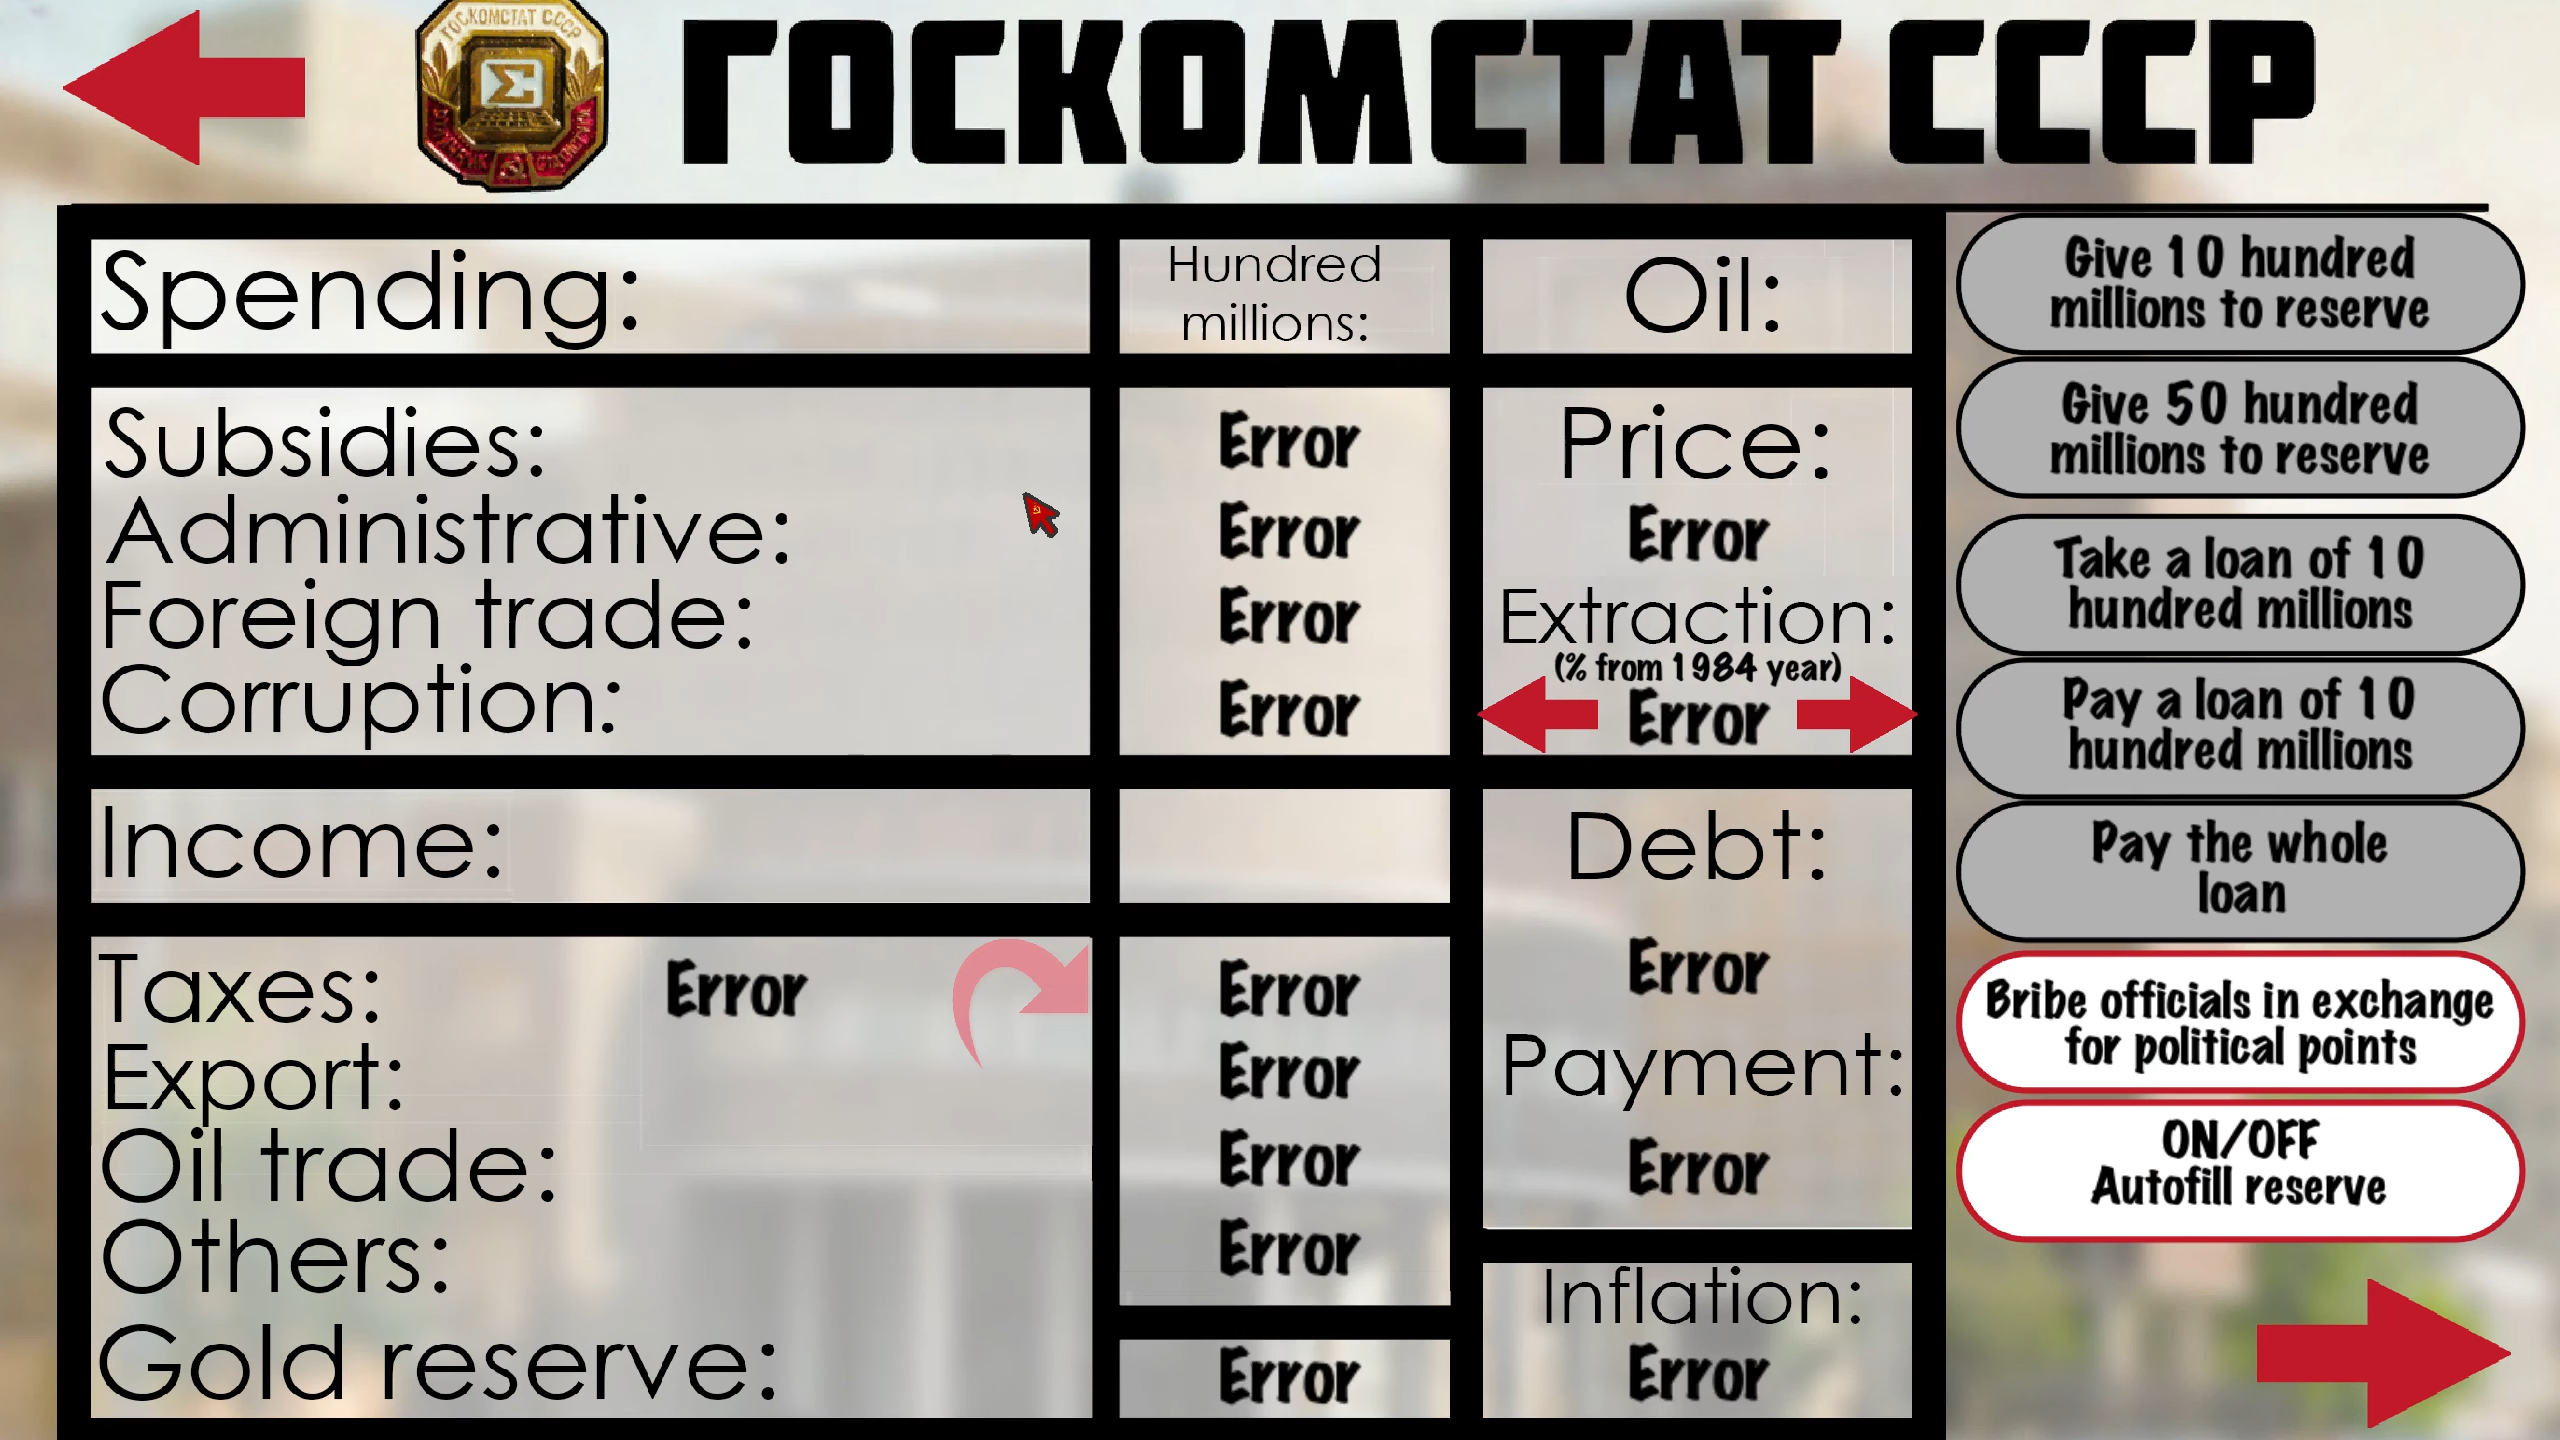 ГОСКОМСТАТ СССР
ГОСКОМСТАТ СССР
Spending:
Hundred
millions:
Oil:
Subsidies:
Error
Administrative:
Error
Foreign trade:
Error
Corruption:
Error
Price:
Error
Extraction:
(% from 1984 year)
Error
Income:
Debt:
Error
Payment:
Error
Taxes:
Error
Error
Export:
Error
Oil trade:
Error
Others:
Error
Gold reserve:
Error
Inflation:
Error
Give 10 hundred
millions to reserve
Give 50 hundred
millions to reserve
Take a loan of 10
hundred millions
Pay a loan of 10
hundred millions
Pay the whole
loan
Bribe officials in exchange
for political points
ON/OFF
Autofill reserve